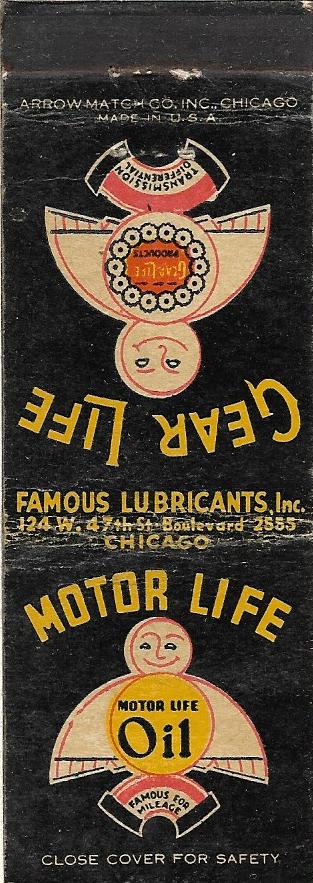 ARROW MATCH CO, INC., CHICAGO
MADE IN U.S.A
TRANSMISSION
DIFFERENTIAL
GEAR LIFE
PRODUCTS
GEAR LIFE
FAMOUS LUBRICANTS, Inc.
124 W. 47th St. Boulevard 2555
CHICAGO
MOTOR LIFE
MOTOR LIFE
Oil
FAMOUS FOR
MILEAGE
CLOSE COVER FOR SAFETY